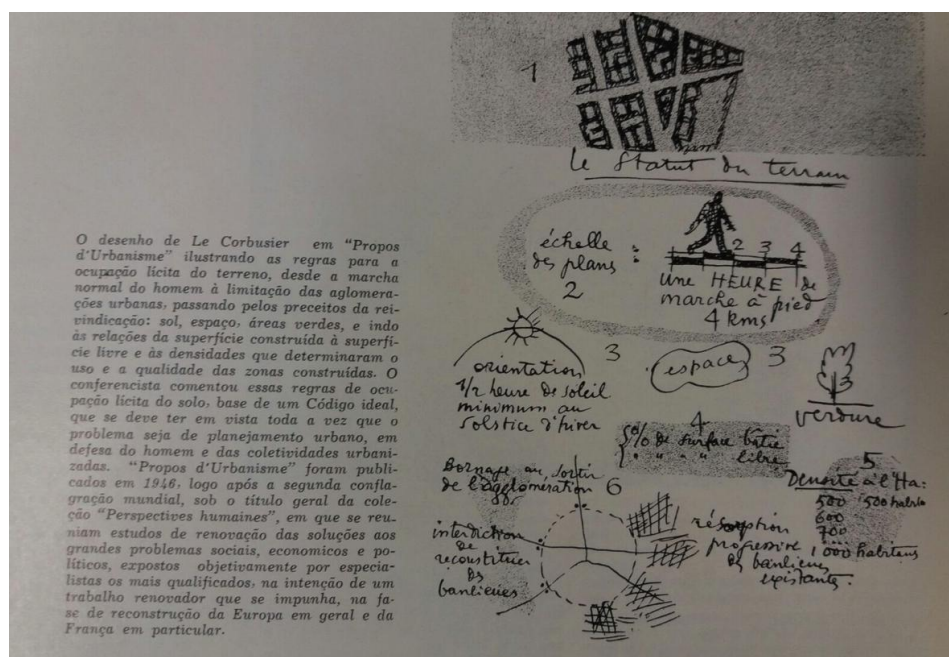 O desenho de Le Corbusier em "Propos
d'Urbanisme" ilustrando as regras para a
ocupação lícita do terreno, desde a marcha
normal do homem à limitação das aglomera-
ções urbanas, passando pelos preceitos da rei-
vindicação: sol, espaço, áreas verdes, e indo
às relações da superfície construída à superfí-
cie livre e às densidades que determinaram o
uso e a qualidade das zonas construídas. O
conferencista comentou essas regras de ocu-
pação lícita do solo, base de um Código ideal,
que se deve ter em vista toda a vez que o
problema seja de planejamento urbano, em
defesa do homem e das coletividades urbani-
zadas. "Propos d'Urbanisme" foram publi-
cados em 1946, logo após a segunda confla-
gração mundial, sob o título geral da cole-
ção "Perspectives humaines", em que se reu-
niam estudos de renovação das soluções aos
grandes problemas sociais, economicos e po-
líticos, expostos objetivamente por especia-
listas os mais qualificados, na intenção de um
trabalho renovador que se impunha, na fa-
se de reconstrução da Europa em geral e da
França em particular.
1
Le Statut du terrain
échelle
des plans :
2
2 3 4
Une HEURE de
marche à pied
4 kms
3
orientation
1/2 heure de soleil
minimum au
solstice d'hiver
espace 3
3
verdure
4
% de surface bâtie
" " " libre
5
Densité à l'Ha:
500 500 habit
600
700
1000 habitens
Bornage au sortir
de l'agglomération 6
interdiction
de
reconstituer
des
banlieues
résorption
progressive
des banlieues
existantes.